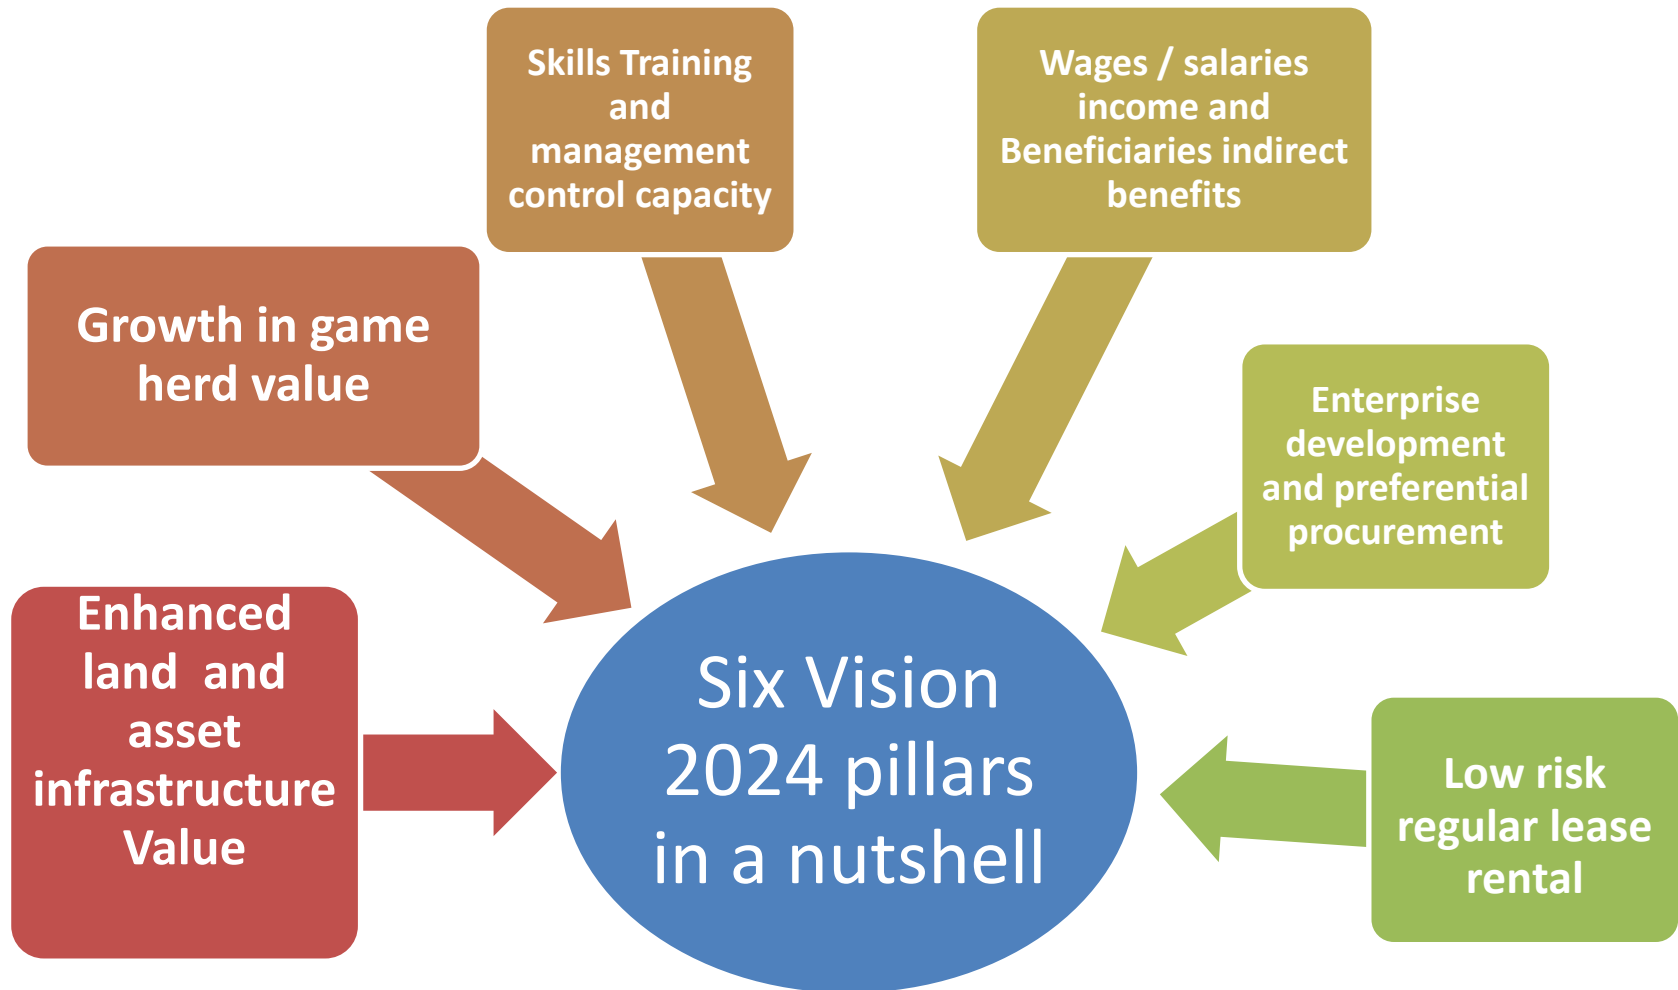 Skills Training
and
management
control capacity
Wages / salaries
income and
Beneficiaries indirect
benefits
Growth in game
herd value
Enterprise
development
and preferential
procurement
Enhanced
land  and
asset
infrastructure
Value
Six Vision
2024 pillars
in a nutshell
Low risk
regular lease
rental